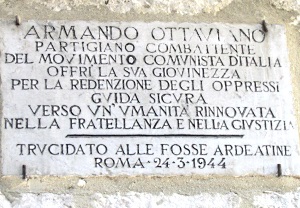 ARMANDO OTTAVIANO
PARTIGIANO COMBATTENTE
DEL MOVIMENTO COMUNISTA D'ITALIA
OFFRÍ LA SUA GIOVINEZZA
PER LA REDENZIONE DEGLI OPPRESSI
GUIDA SICURA
VERSO UN'UMANITÀ RINNOVATA
NELLA FRATELLANZA E NELLA GIUSTIZIA
TRUCIDATO ALLE FOSSE ARDEATINE
ROMA-24-3-1944